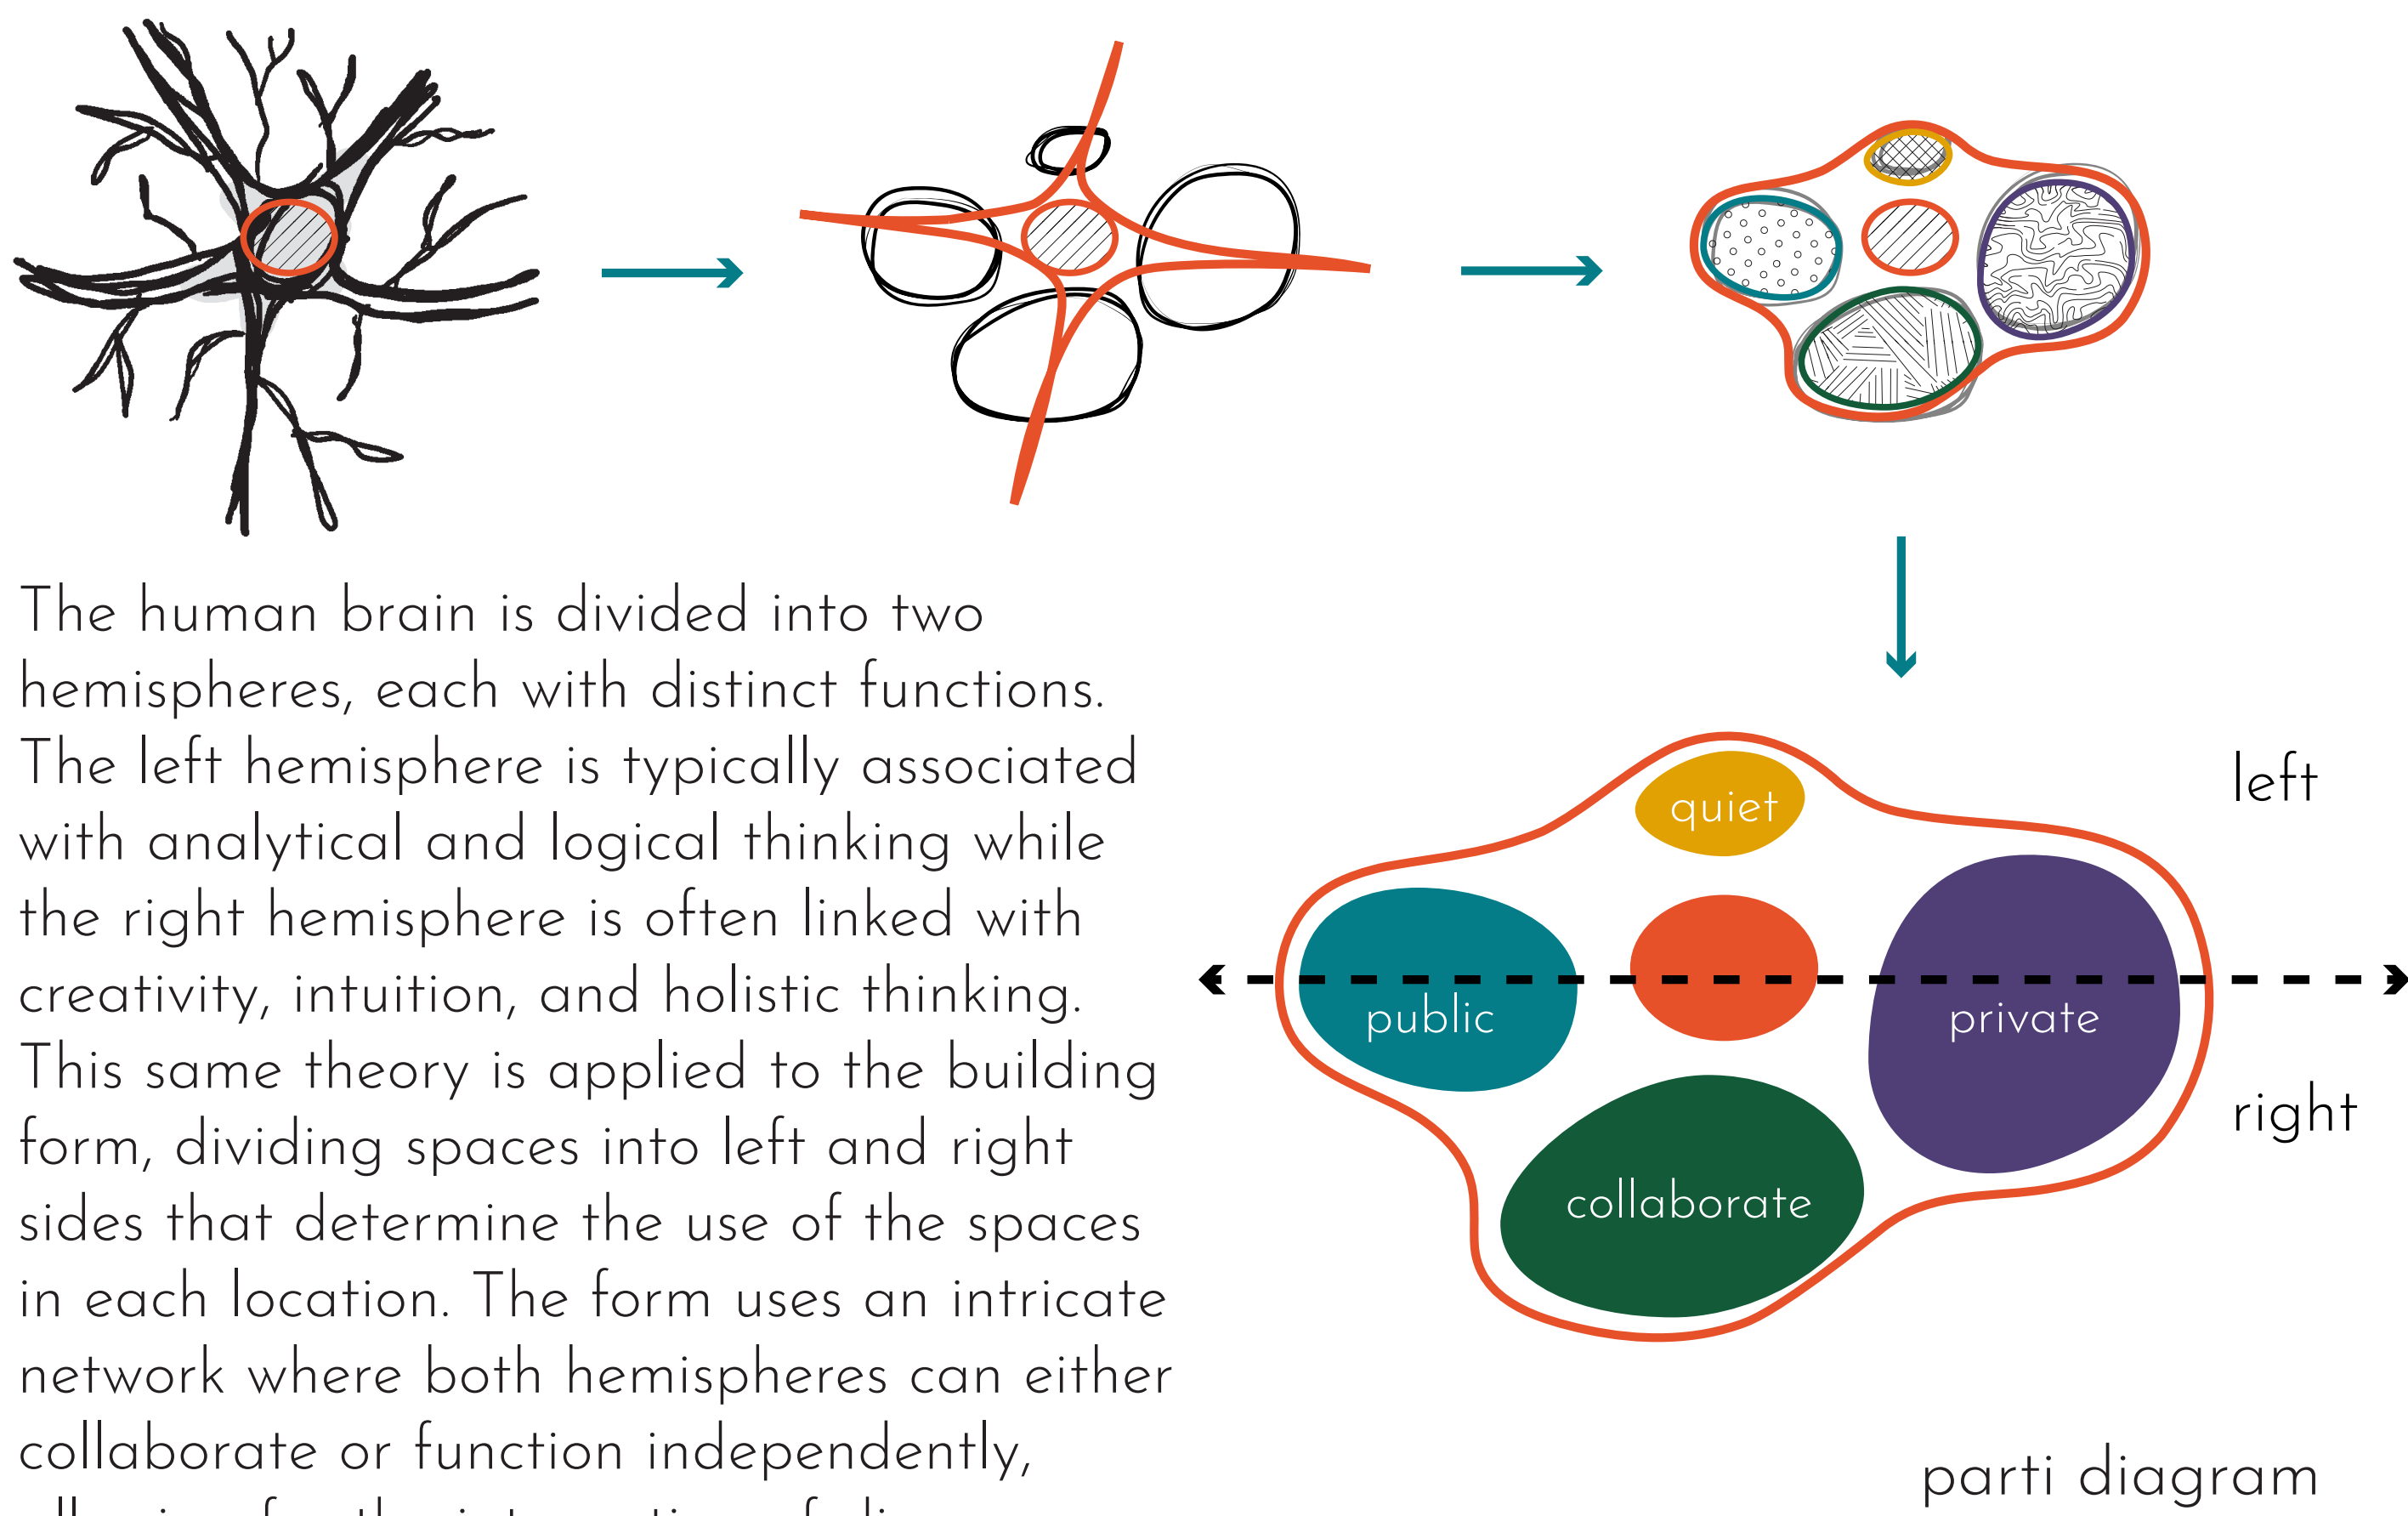 The human brain is divided into two
hemispheres, each with distinct functions.
The left hemisphere is typically associated
with analytical and logical thinking while
the right hemisphere is often linked with
creativity, intuition, and holistic thinking.
This same theory is applied to the building
form, dividing spaces into left and right
sides that determine the use of the spaces
in each location. The form uses an intricate
network where both hemispheres can either
collaborate or function independently,
left
quiet
public
private
right
collaborate
parti diagram